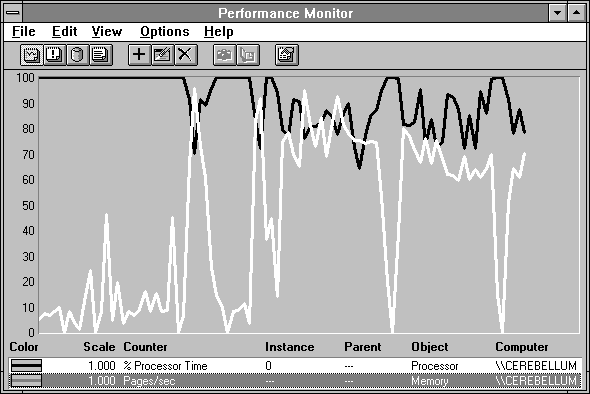 Performance Monitor
File Edit View Options Help
100
90
80
70
60
50
40
30
20
10
0
Color Scale Counter Instance Parent Object Computer
1.000 % Processor Time 0 --- Processor \\CEREBELLUM
1.000 Pages/sec --- --- Memory \\CEREBELLUM